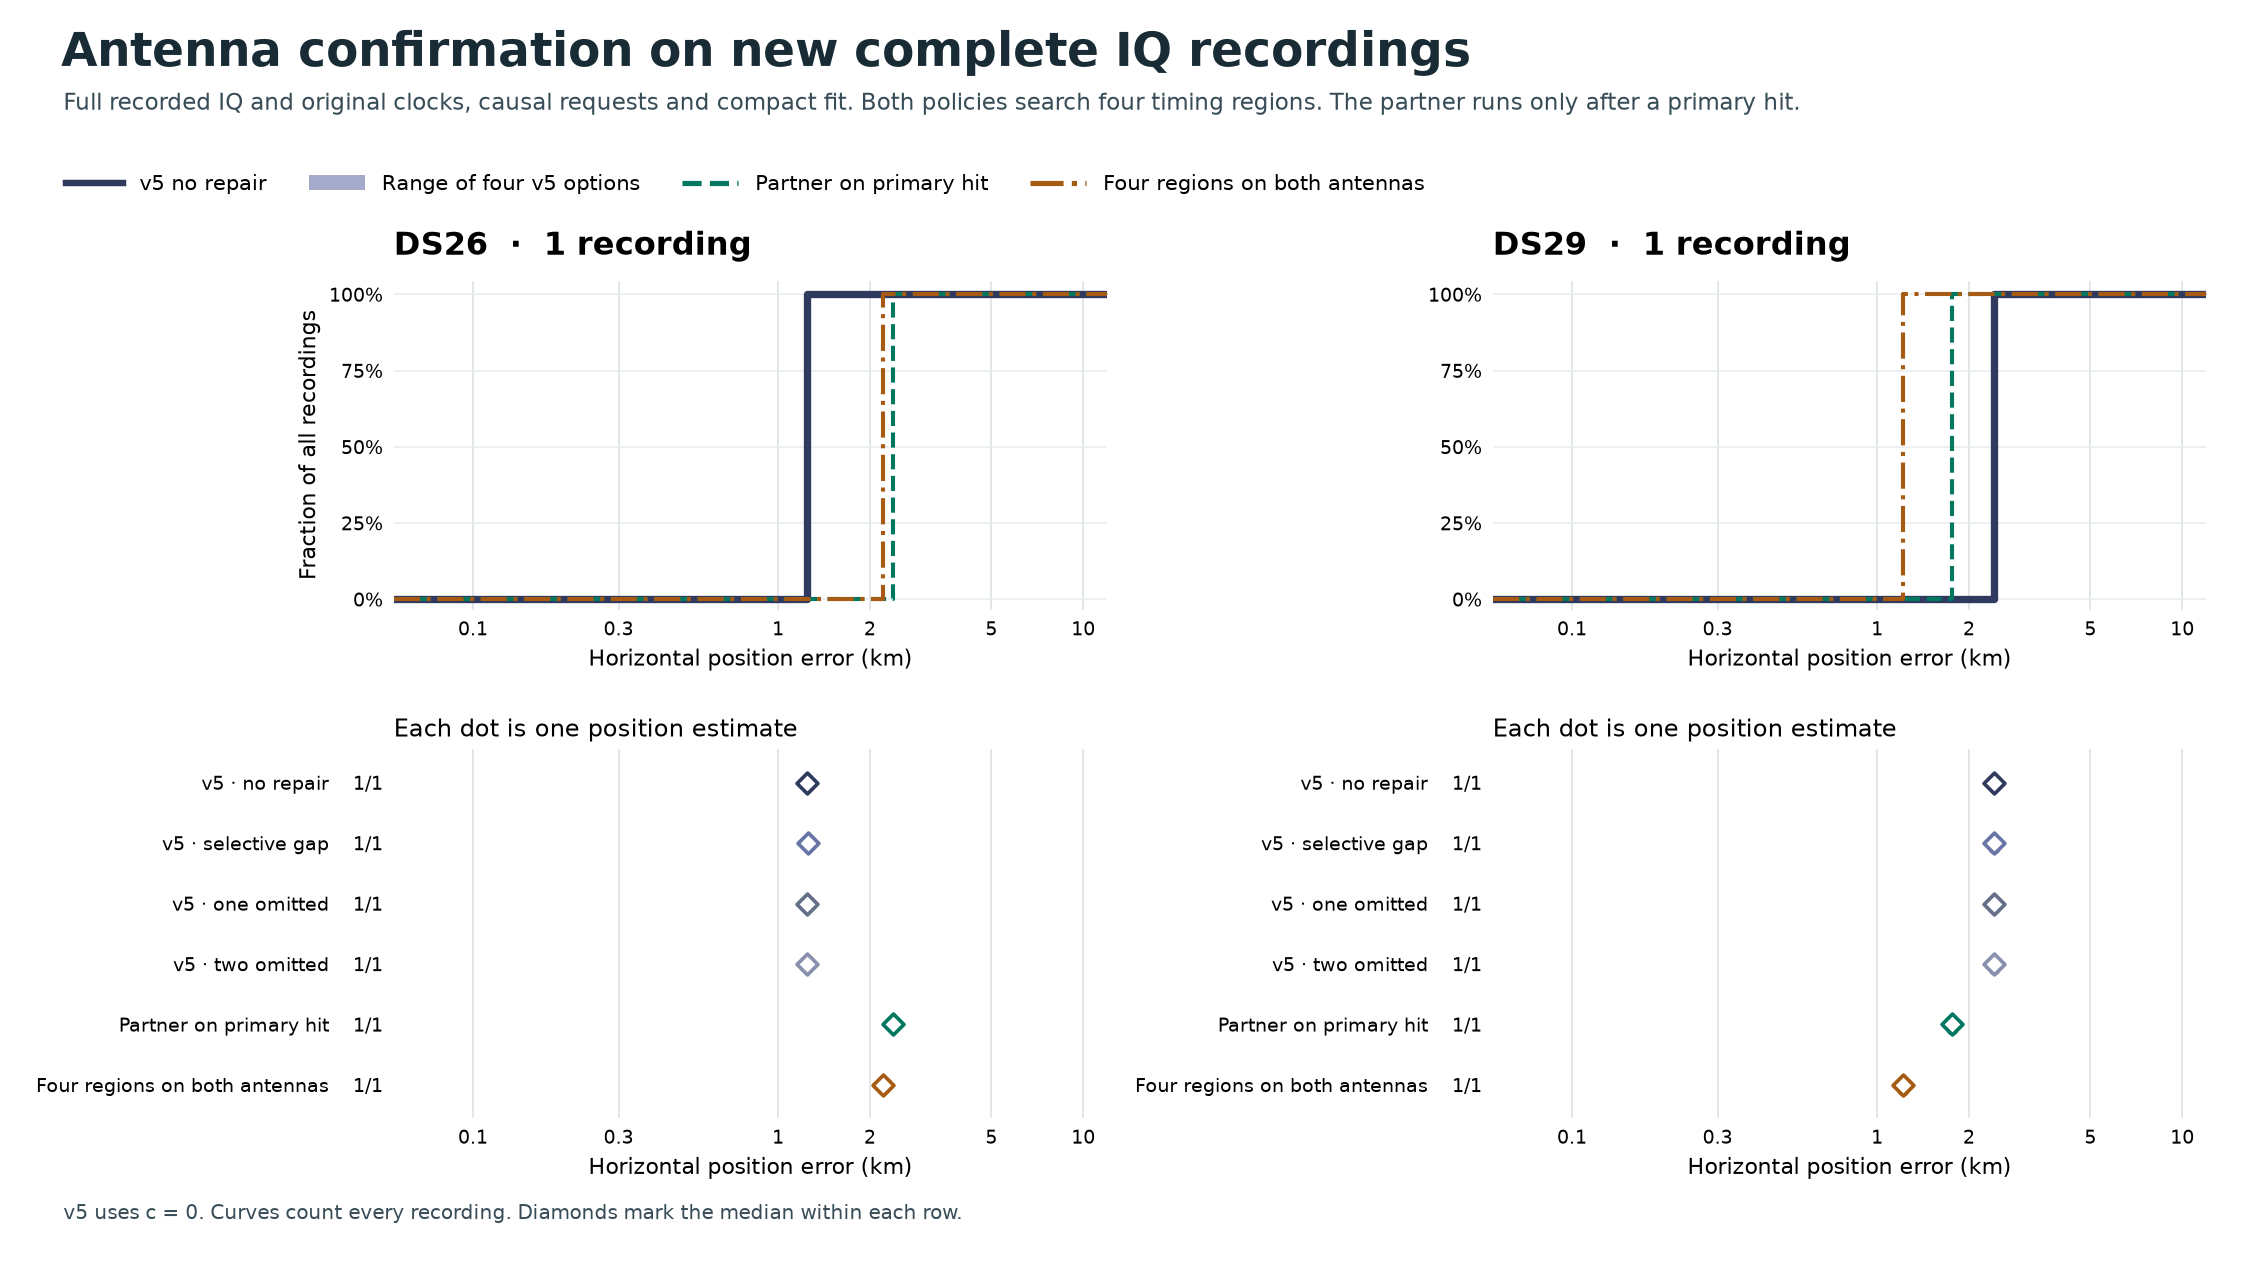 Antenna confirmation on new complete IQ recordings
Full recorded IQ and original clocks, causal requests and compact fit. Both policies search four timing regions. The partner runs only after a primary hit.
v5 no repair
Range of four v5 options
Partner on primary hit
Four regions on both antennas
DS26 · 1 recording
100%
75%
50%
25%
0%
Fraction of all recordings
0.1 0.3 1 2 5 10
Horizontal position error (km)
DS29 · 1 recording
100%
75%
50%
25%
0%
0.1 0.3 1 2 5 10
Horizontal position error (km)
Each dot is one position estimate
v5 · no repair 1/1
v5 · selective gap 1/1
v5 · one omitted 1/1
v5 · two omitted 1/1
Partner on primary hit 1/1
Four regions on both antennas 1/1
0.1 0.3 1 2 5 10
Horizontal position error (km)
Each dot is one position estimate
v5 · no repair 1/1
v5 · selective gap 1/1
v5 · one omitted 1/1
v5 · two omitted 1/1
Partner on primary hit 1/1
Four regions on both antennas 1/1
0.1 0.3 1 2 5 10
Horizontal position error (km)
v5 uses c = 0. Curves count every recording. Diamonds mark the median within each row.